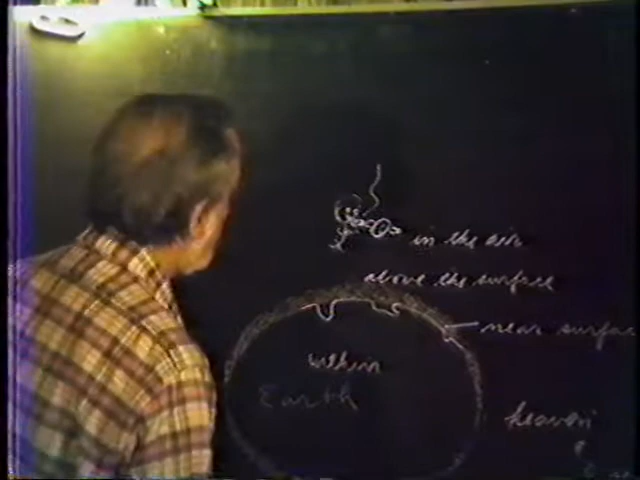 in the air
above the surface
near surface
within
Earth
heaven